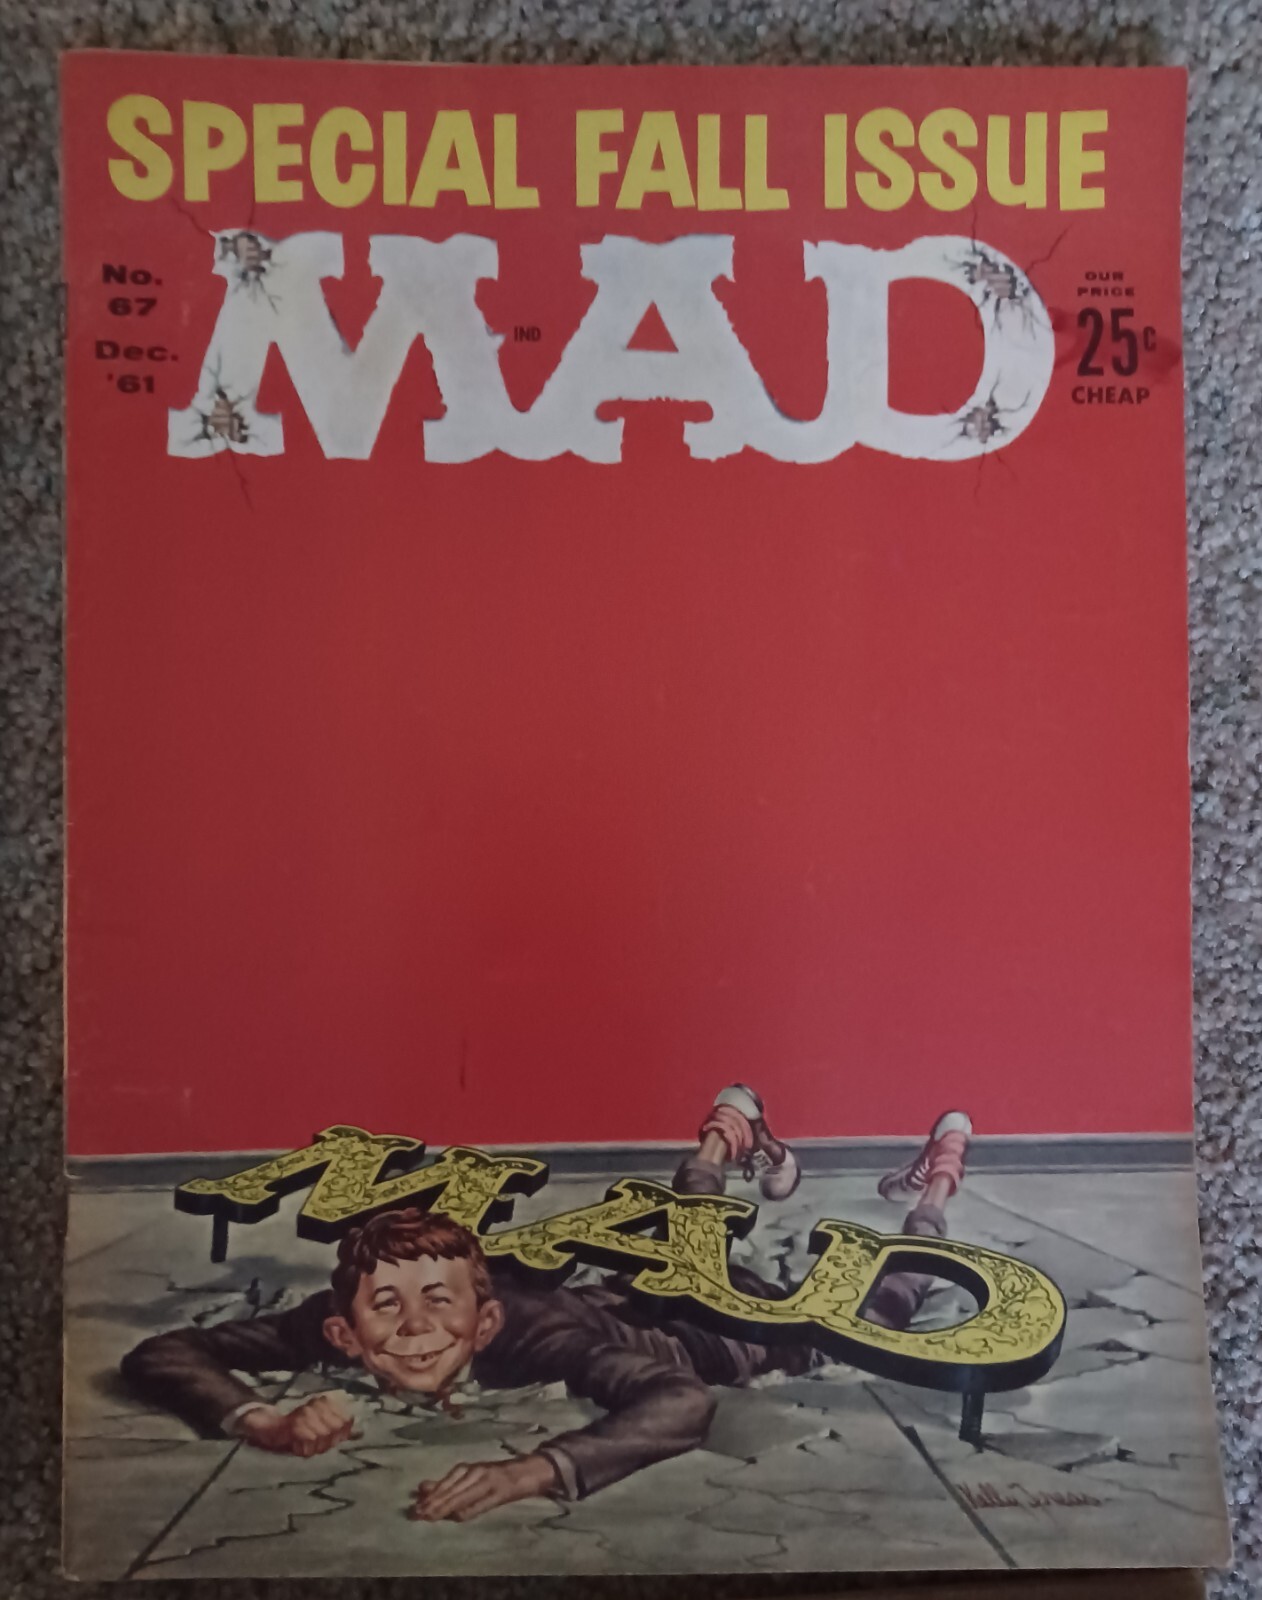 SPECIAL FALL ISSUE
No.
67
Dec.
'61
MAD
IND
OUR
PRICE
25¢
CHEAP
MAD